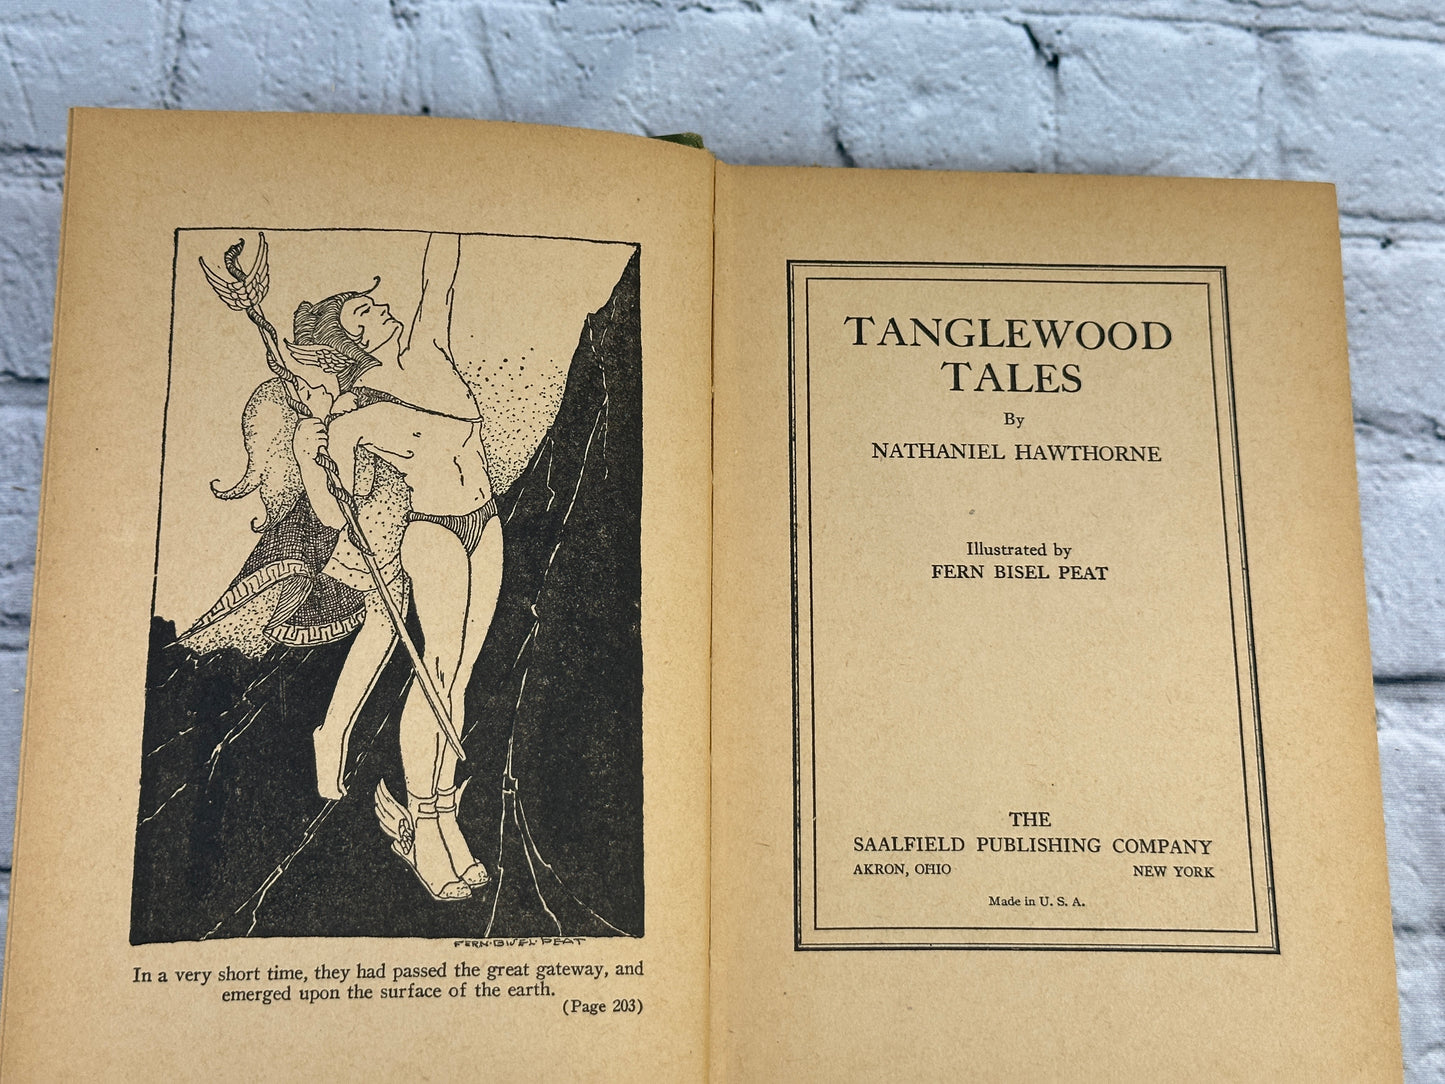 FERN·BISEL·PEAT
In a very short time, they had passed the great gateway, and
emerged upon the surface of the earth.
(Page 203)
TANGLEWOOD
TALES
By
NATHANIEL HAWTHORNE
Illustrated by
FERN BISEL PEAT
THE
SAALFIELD PUBLISHING COMPANY
AKRON, OHIO NEW YORK
Made in U. S. A.